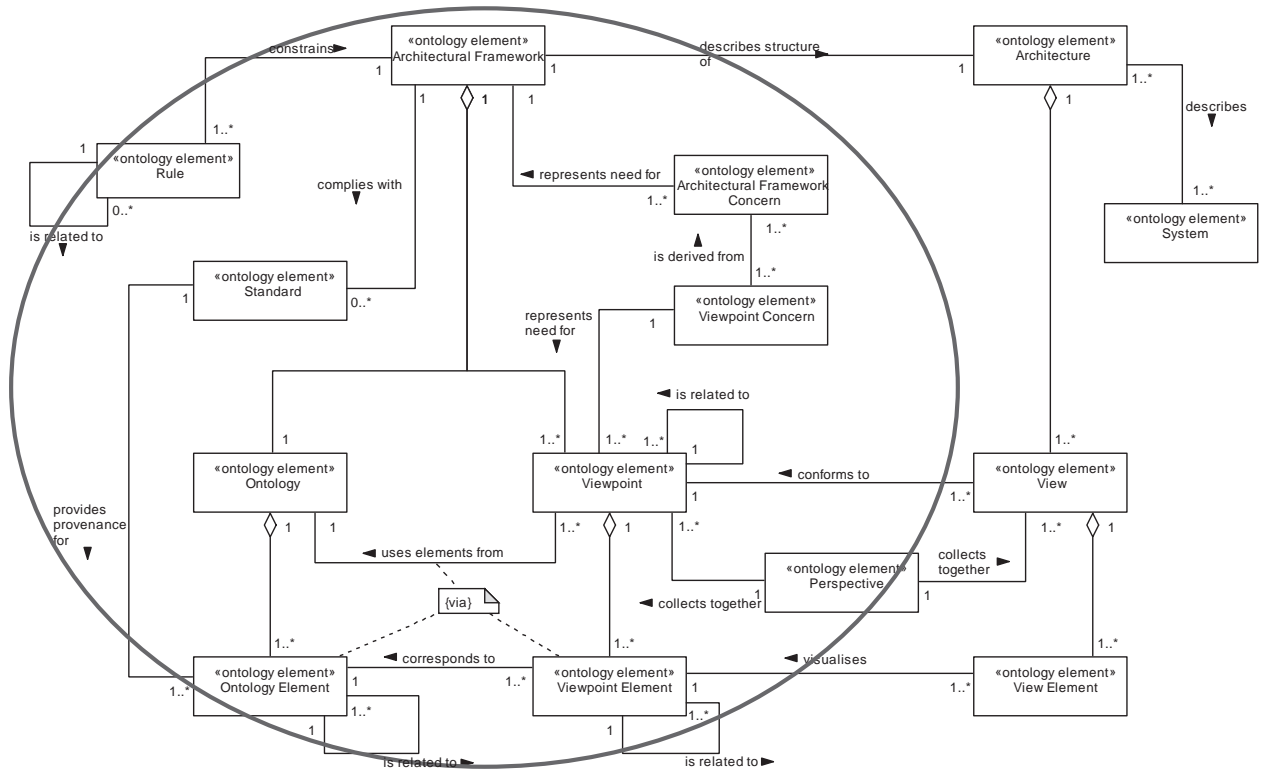 constrains
«ontology element»
Architectural Framework
1
1
1
1
1
describes structure
of
1
«ontology element»
Architecture
1..*
1
describes
1..*
1
«ontology element»
Rule
0..*
is related to
complies with
represents need for
1..*
«ontology element»
Architectural Framework
Concern
1..*
is derived from
1..*
1..*
«ontology element»
System
«ontology element»
Standard
1
0..*
«ontology element»
Viewpoint Concern
1
represents
need for
is related to
1..*
1
1
1..*
1..*
1..*
«ontology element»
Ontology
«ontology element»
Viewpoint
«ontology element»
View
conforms to
1
1..*
provides
provenance
for
1
1
1..*
1
1..*
1..*
1
uses elements from
{via}
«ontology element»
Perspective
1
1
collects
together
collects together
1..*
1..*
1..*
«ontology element»
Ontology Element
corresponds to
«ontology element»
Viewpoint Element
visualises
«ontology element»
View Element
1..*
1
1..*
1
1..*
1..*
1
1..*
1
is related to
is related to